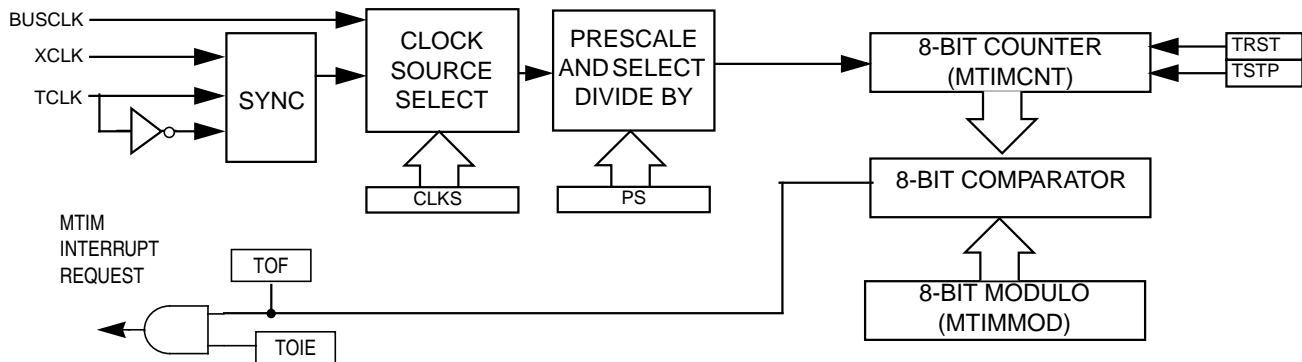 BUSCLK
XCLK
TCLK
SYNC
CLOCK
SOURCE
SELECT
CLKS
PRESCALE
AND SELECT
DIVIDE BY
PS
8-BIT COUNTER
(MTIMCNT)
TRST
TSTP
8-BIT COMPARATOR
8-BIT MODULO
(MTIMMOD)
MTIM
INTERRUPT
REQUEST
TOF
TOIE